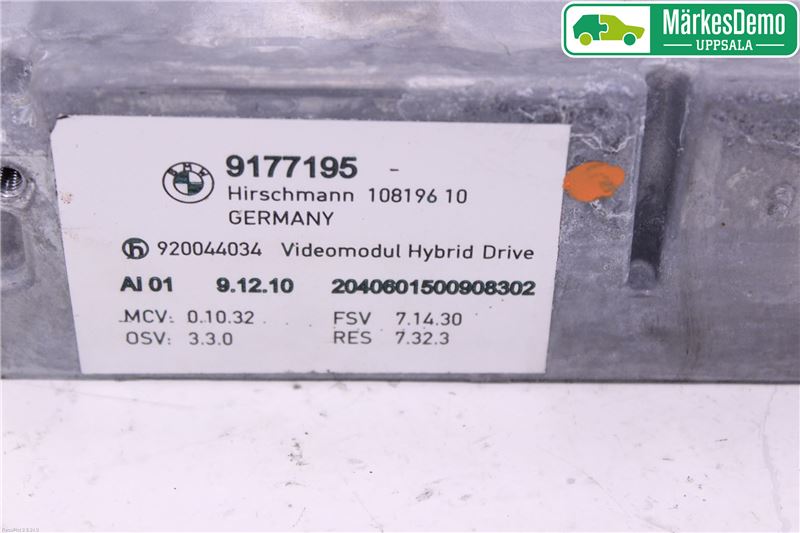 MärkesDemo
UPPSALA
BMW
9177195 -
Hirschmann 108196 10
GERMANY
h 920044034 Videomodul Hybrid Drive
AI 01 9.12.10 2040601500908302
MCV: 0.10.32 FSV 7.14.30
OSV: 3.3.0 RES 7.32.3